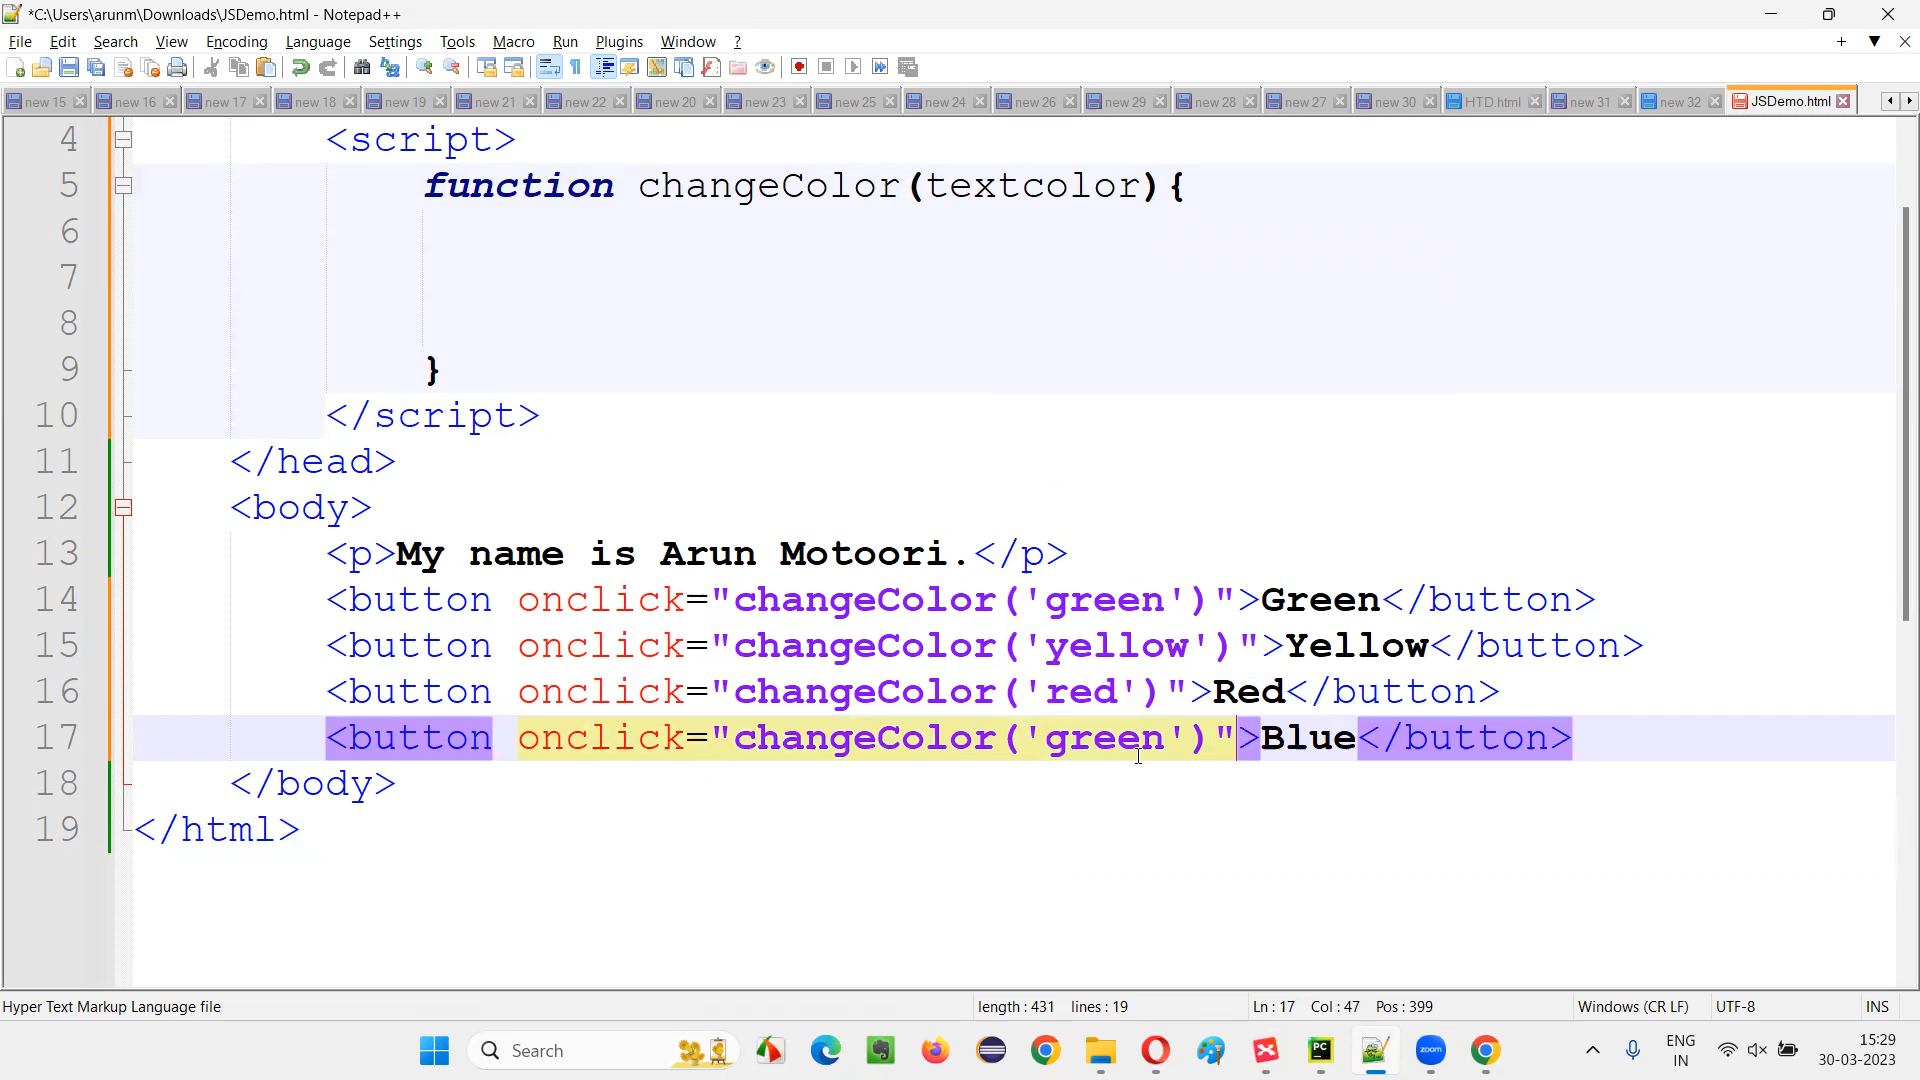 *C:\Users\arunm\Downloads\JSDemo.html - Notepad++
File Edit Search View Encoding Language Settings Tools Macro Run Plugins Window ?
new 15 new 16 new 17 new 18 new 19 new 21 new 22 new 20 new 23 new 25 new 24 new 26 new 29 new 28 new 27 new 30 HTD.html new 31 new 32 JSDemo.html
4 <script>
5 function changeColor(textcolor){
6
7
8
9 }
10 </script>
11 </head>
12 <body>
13 <p>My name is Arun Motoori.</p>
14 <button onclick="changeColor('green')">Green</button>
15 <button onclick="changeColor('yellow')">Yellow</button>
16 <button onclick="changeColor('red')">Red</button>
17 <button onclick="changeColor('green')">Blue</button>
18 </body>
19 </html>
Hyper Text Markup Language file length : 431 lines : 19 Ln : 17 Col : 47 Pos : 399 Windows (CR LF) UTF-8 INS
Search PC zoom ENG IN 15:29 30-03-2023